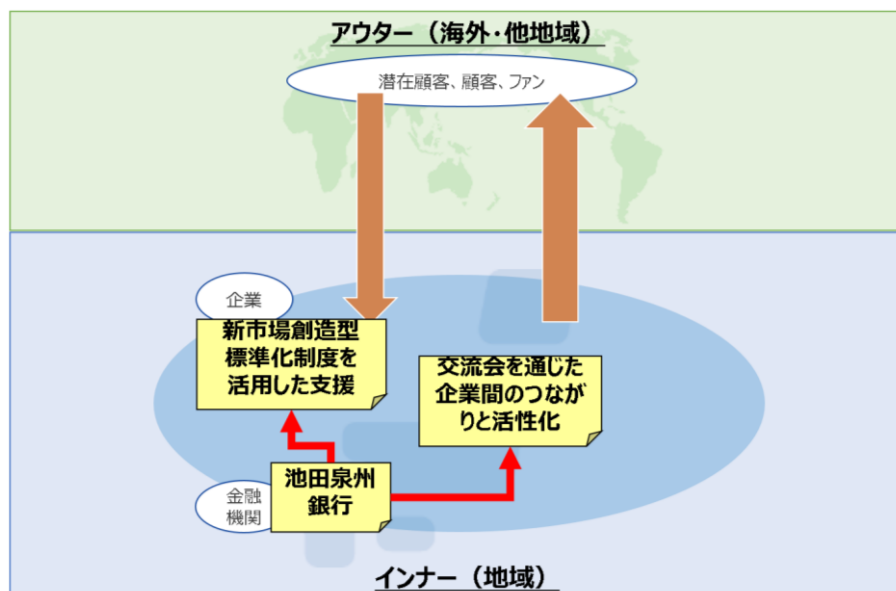 アウター（海外・他地域）
潜在顧客、顧客、ファン
企業
新市場創造型
標準化制度を
活用した支援
交流会を通じた
企業間のつなが
りと活性化
池田泉州
銀行
金融
機関
インナー（地域）